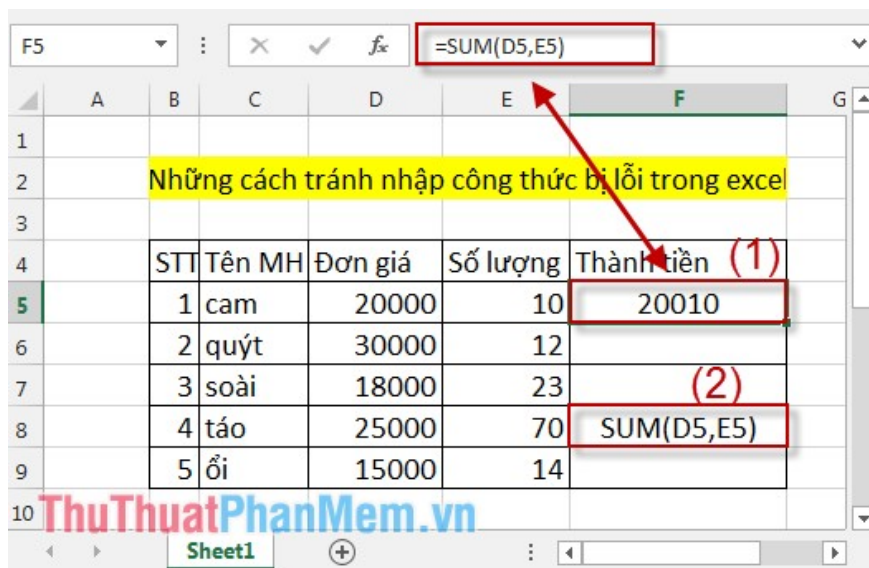 F5 fx =SUM(D5,E5)
A B C D E F G
1
2 Những cách tránh nhập công thức bị lỗi trong excel
3
4 STT Tên MH Đơn giá Số lượng Thành tiền (1)
5 1 cam 20000 10 20010
6 2 quýt 30000 12
7 3 soài 18000 23 (2)
8 4 táo 25000 70 SUM(D5,E5)
9 5 ổi 15000 14
10 ThuThuatPhanMem.vn
Sheet1